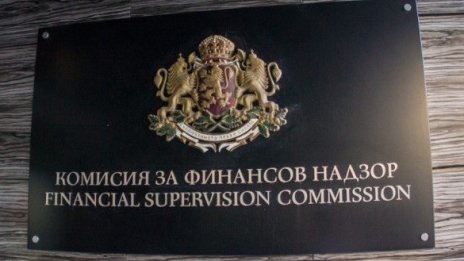 КОМИСИЯ ЗА ФИНАНСОВ НАДЗОР
FINANCIAL SUPERVISION COMMISSION